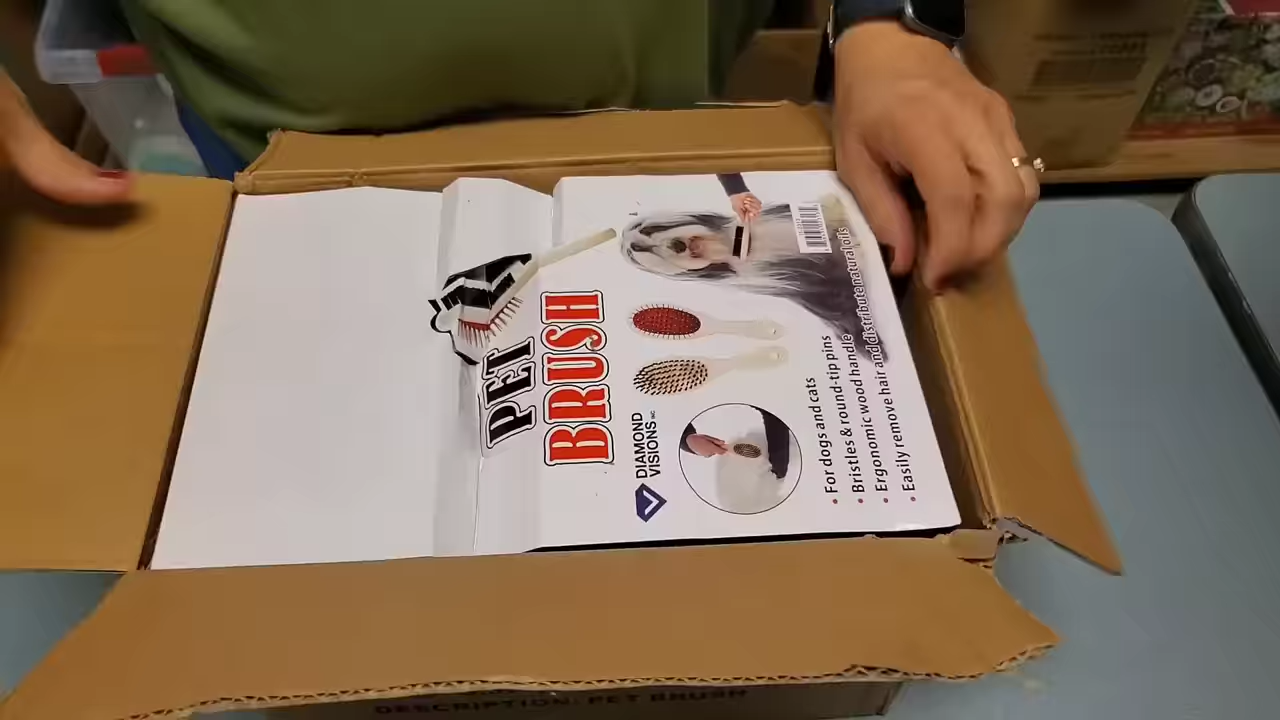 PET
BRUSH
DIAMOND
VISIONS INC
• For dogs and cats
• Bristles & round-tip pins
• Ergonomic wood handle
• Easily remove hair and distribute natural oils
DESCRIPTION: PET BRUSH